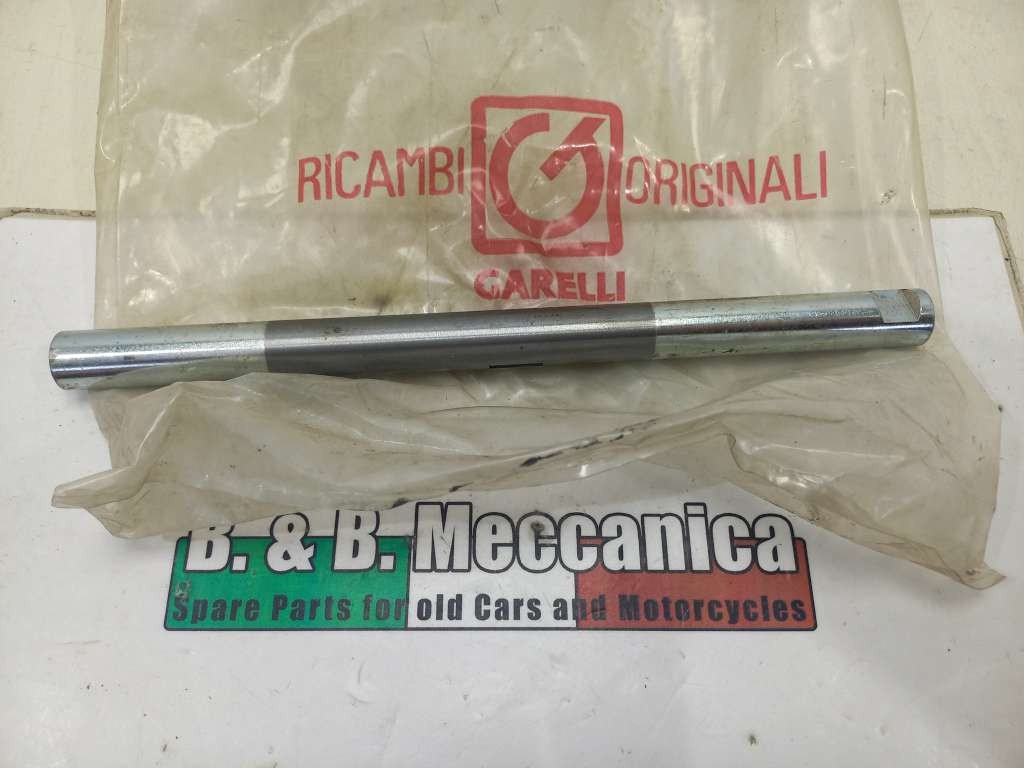 RICAMBI ORIGINALI
GARELLI
B. & B. Meccanica
Spare Parts for old Cars and Motorcycles